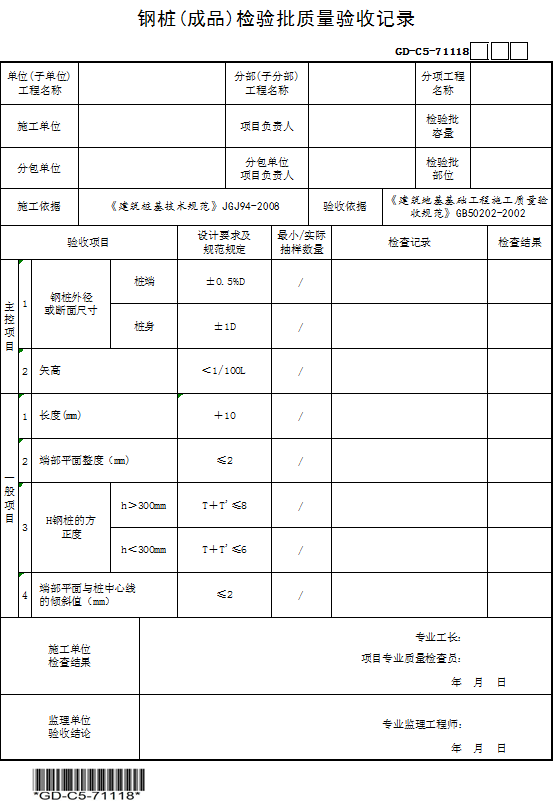 钢桩(成品)检验批质量验收记录
GD-C5-71118
单位(子单位)
工程名称
分部(子分部)
工程名称
分项工程
名称
施工单位
项目负责人
检验批
容量
分包单位
分包单位
项目负责人
检验批
部位
施工依据
《建筑桩基技术规范》JGJ94-2008
验收依据
《建筑地基基础工程施工质量验
收规范》GB50202-2002
验收项目
设计要求及
规范规定
最小/实际
抽样数量
检查记录
检查结果
主控项目
1
钢桩外径
或断面尺寸
桩端
±0.5%D
/
桩身
±1D
/
2
矢高
<1/100L
/
一般项目
1
长度(mm)
+10
/
2
端部平面整度（mm)
≤2
/
3
H钢桩的方
正度
h>300mm
T+T'≤8
/
h<300mm
T+T'≤6
/
4
端部平面与桩中心线
的倾斜值（mm）
≤2
/
施工单位
检查结果
专业工长:
项目专业质量检查员:
年 月 日
监理单位
验收结论
专业监理工程师:
年 月 日
*GD-C5-71118*